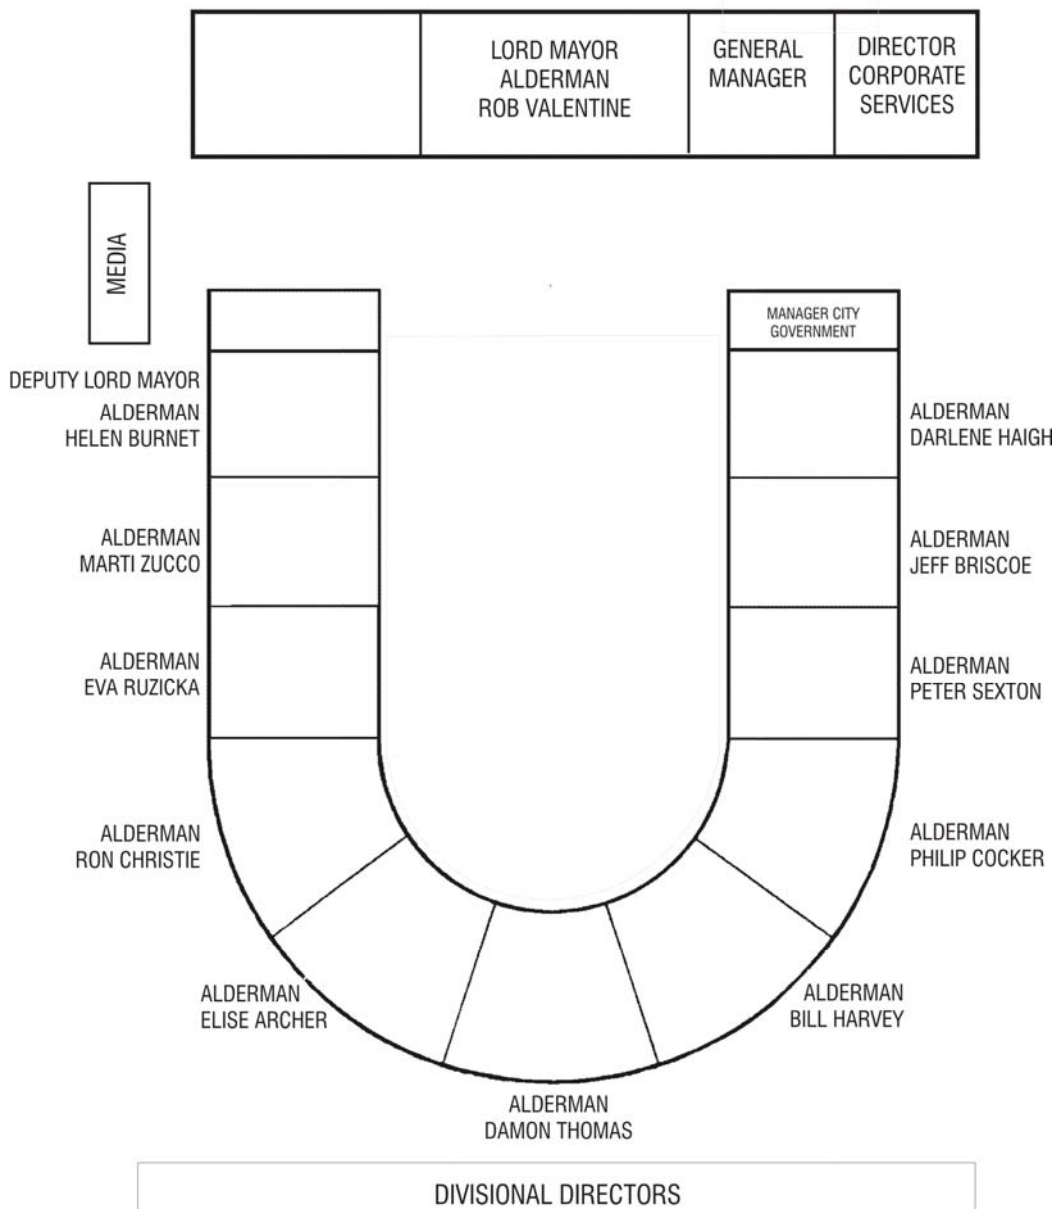 LORD MAYOR
ALDERMAN
ROB VALENTINE
GENERAL
MANAGER
DIRECTOR
CORPORATE
SERVICES
MEDIA
MANAGER CITY
GOVERNMENT
DEPUTY LORD MAYOR
ALDERMAN
HELEN BURNET
ALDERMAN
DARLENE HAIGH
ALDERMAN
MARTI ZUCCO
ALDERMAN
JEFF BRISCOE
ALDERMAN
EVA RUZICKA
ALDERMAN
PETER SEXTON
ALDERMAN
RON CHRISTIE
ALDERMAN
PHILIP COCKER
ALDERMAN
ELISE ARCHER
ALDERMAN
BILL HARVEY
ALDERMAN
DAMON THOMAS
DIVISIONAL DIRECTORS